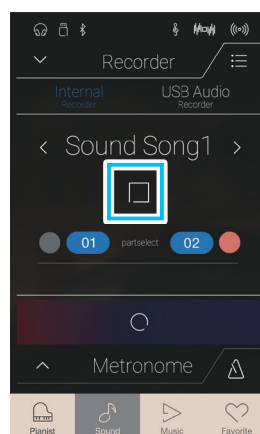 Recorder
Internal
Recorder
USB Audio
Recorder
Sound Song1
01 partselect 02
Metronome
Pianist Sound Music Favorite